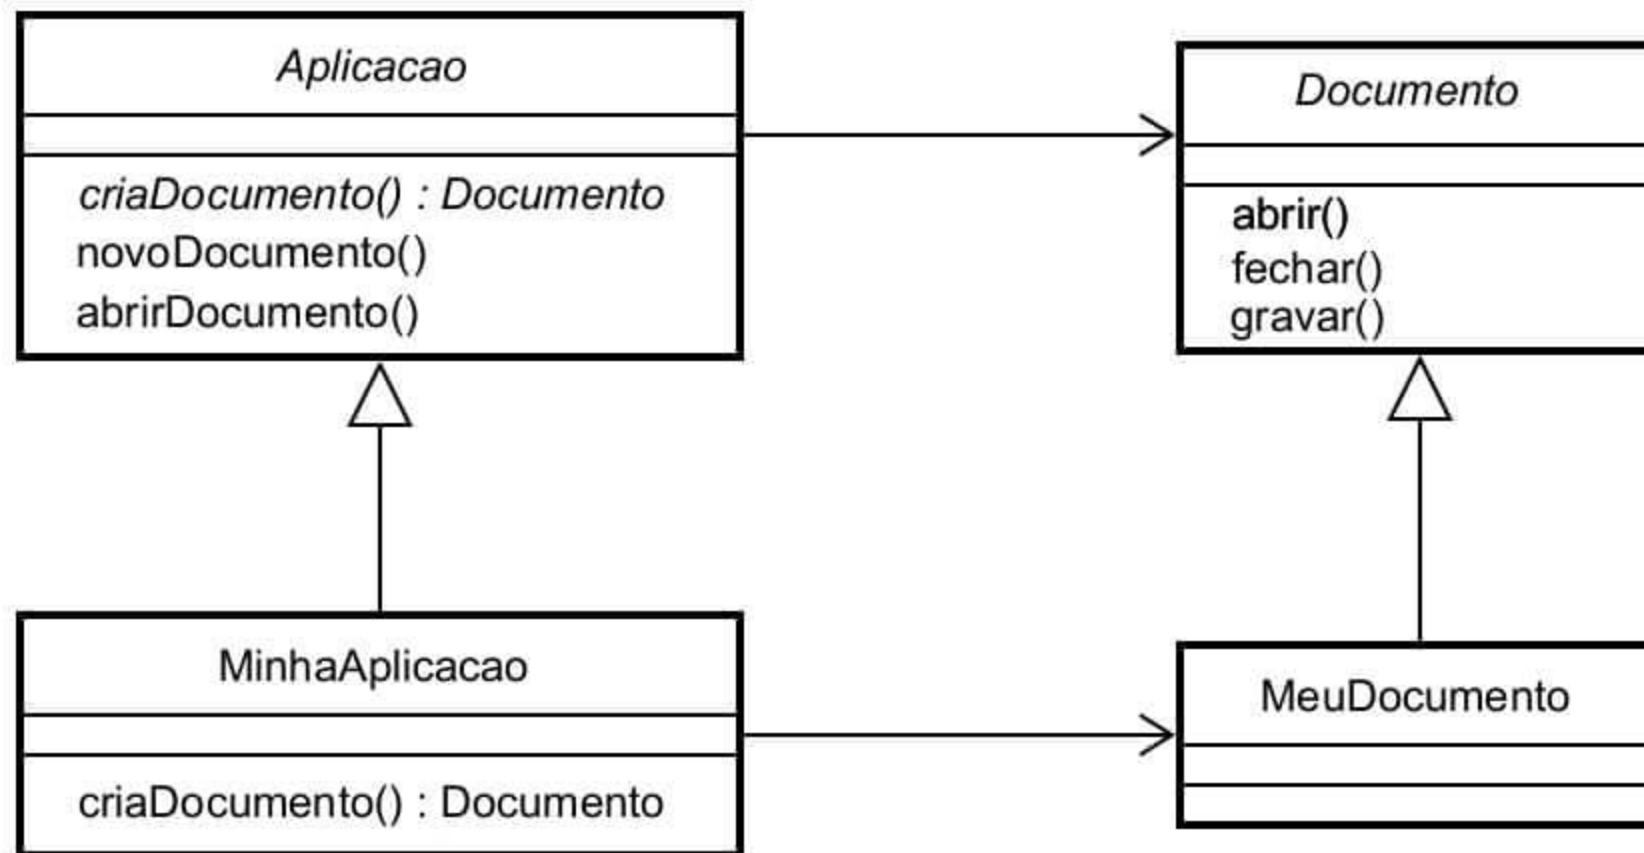 Aplicacao
criaDocumento() : Documento
novoDocumento()
abrirDocumento()
Documento
abrir()
fechar()
gravar()
MinhaAplicacao
criaDocumento() : Documento
MeuDocumento